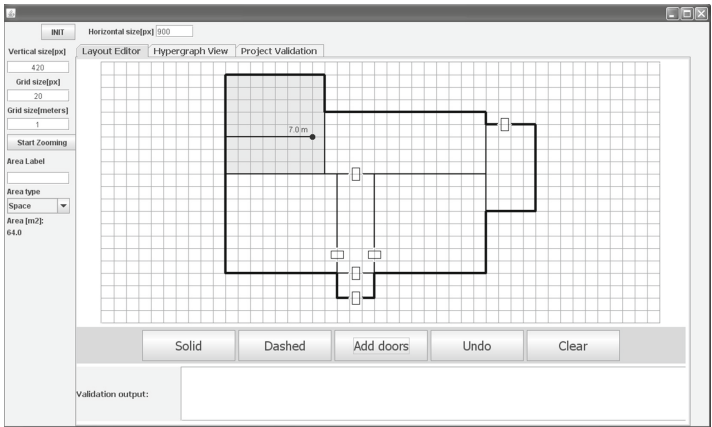 INIT
Horizontal size[px] 900
Vertical size[px]
420
Grid size[px]
20
Grid size[meters]
1
Start Zooming
Area Label
Area type
Space
Area [m2]:
64.0
Layout Editor Hypergraph View Project Validation
7.0 m
Solid Dashed Add doors Undo Clear
Validation output: